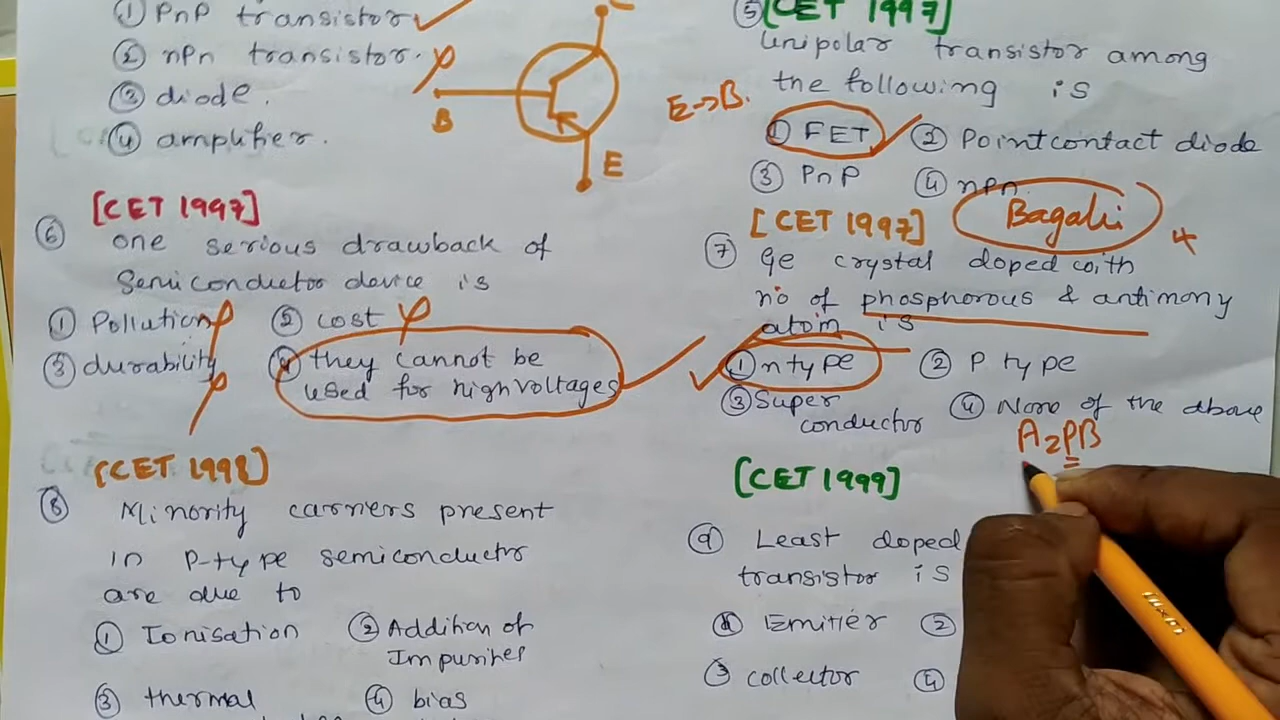 ① PnP transistor
② nPn transistor.
③ diode.
④ amplifier.
B
E
[CET 1997]
⑥ one serious drawback of
Semiconductor device is
① Pollution ② cost
③ durability ④ they cannot be
used for high voltages
[CET 1998]
⑧ Minority carriers present
in P-type semiconductor
are due to
① Ionisation ② Addition of
Impurites
③ thermal ④ bias
⑤ [CET 1997]
Unipolar transistor among
the following is
E→B.
① FET ② Pointcontact diode
③ PnP ④ npn
[CET 1997]
⑦ Ge crystal doped with
no of phosphorous & antimony
atom is
① n type ② P type
③ Super conductor ④ None of the above
A2PB
[CET 1999]
⑨ Least doped
transistor is
① Emitter ②
③ collector ④